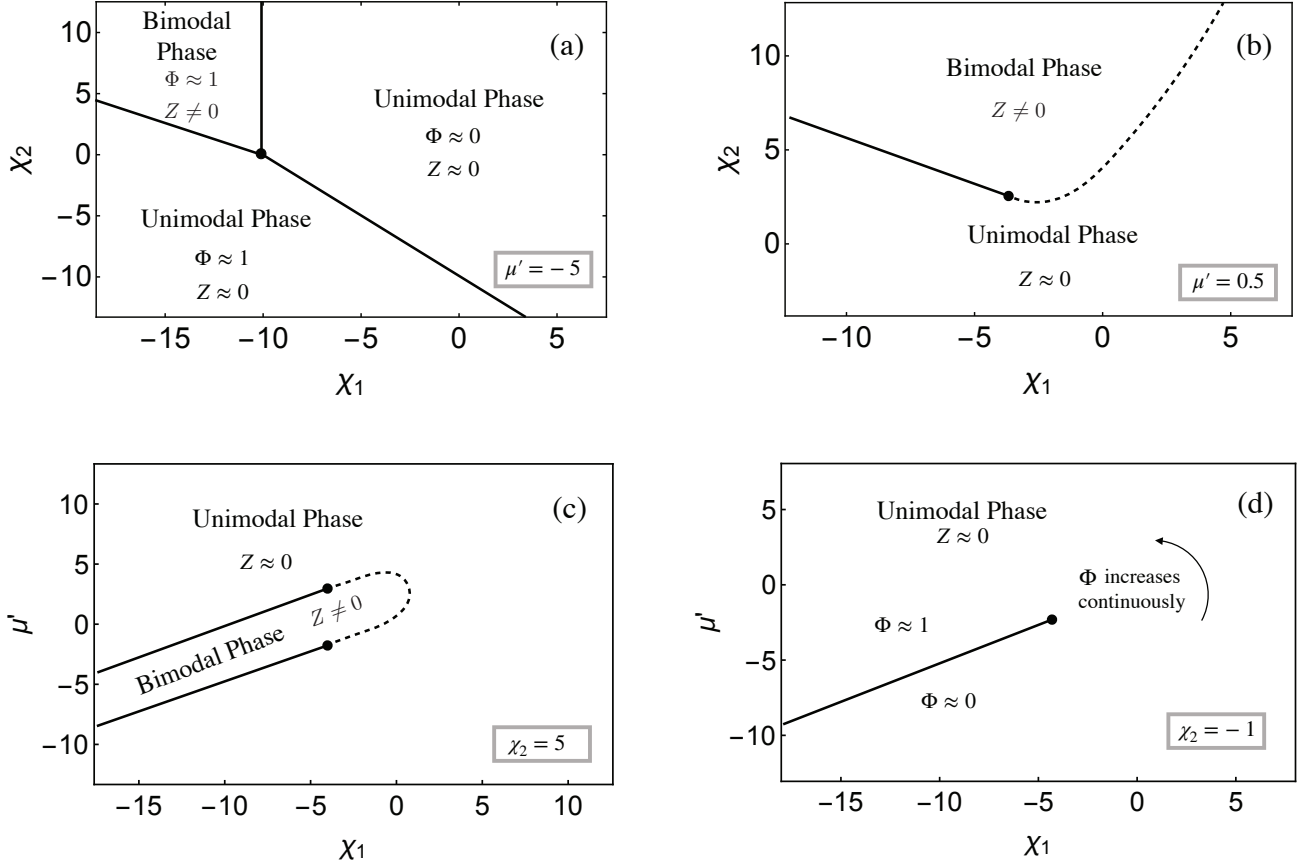 (a)
Bimodal
Phase
Φ ≈ 1
Z ≠ 0
Unimodal Phase
Φ ≈ 0
Z ≈ 0
Unimodal Phase
Φ ≈ 1
Z ≈ 0
μ' = − 5
10
5
0
−5
−10
χ2
−15
−10
−5
0
5
χ1
(b)
Bimodal Phase
Z ≠ 0
Unimodal Phase
Z ≈ 0
μ' = 0.5
10
5
0
χ2
−10
−5
0
5
χ1
(c)
Unimodal Phase
Z ≈ 0
Z ≠ 0
Bimodal Phase
χ2 = 5
10
5
0
−5
−10
μ'
−15
−10
−5
0
5
10
χ1
(d)
Unimodal Phase
Z ≈ 0
Φ increases
continuously
Φ ≈ 1
Φ ≈ 0
χ2 = − 1
5
0
−5
−10
μ'
−15
−10
−5
0
5
χ1